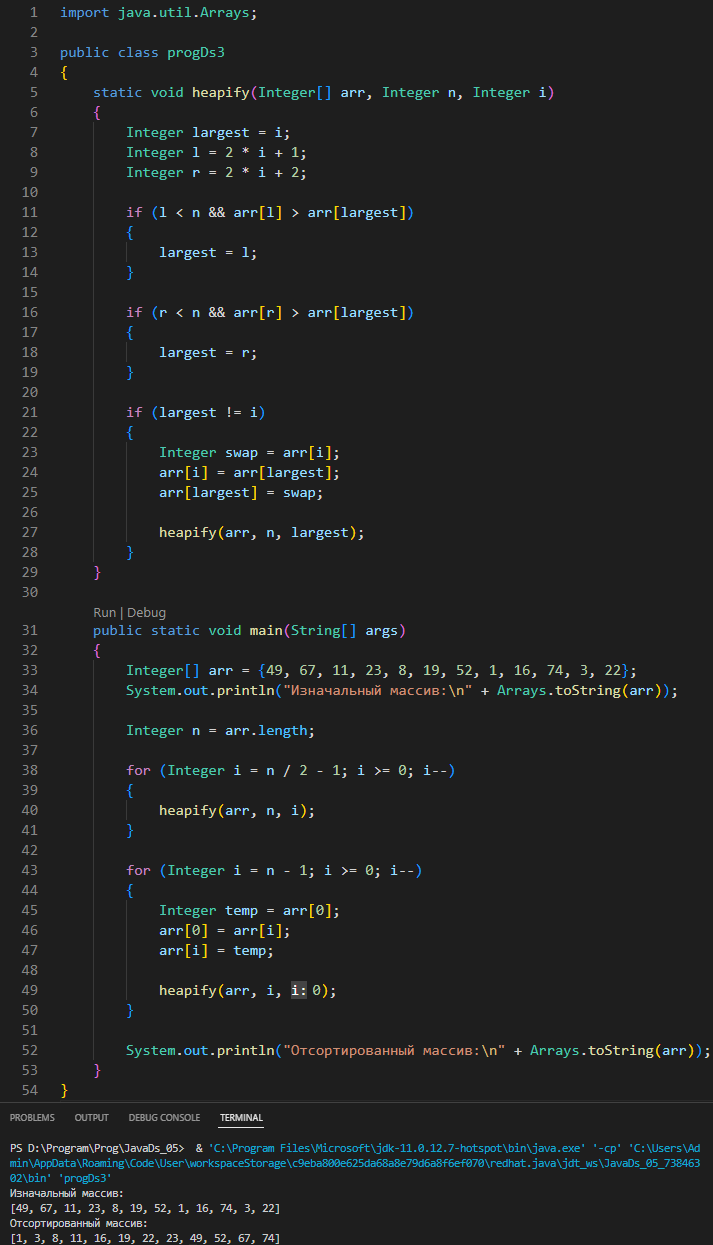 1 import java.util.Arrays;
2
3 public class progDs3
4 {
5 static void heapify(Integer[] arr, Integer n, Integer i)
6 {
7 Integer largest = i;
8 Integer l = 2 * i + 1;
9 Integer r = 2 * i + 2;
10
11 if (l < n && arr[l] > arr[largest])
12 {
13 largest = l;
14 }
15
16 if (r < n && arr[r] > arr[largest])
17 {
18 largest = r;
19 }
20
21 if (largest != i)
22 {
23 Integer swap = arr[i];
24 arr[i] = arr[largest];
25 arr[largest] = swap;
26
27 heapify(arr, n, largest);
28 }
29 }
30
Run | Debug
31 public static void main(String[] args)
32 {
33 Integer[] arr = {49, 67, 11, 23, 8, 19, 52, 1, 16, 74, 3, 22};
34 System.out.println("Изначальный массив:\n" + Arrays.toString(arr));
35
36 Integer n = arr.length;
37
38 for (Integer i = n / 2 - 1; i >= 0; i--)
39 {
40 heapify(arr, n, i);
41 }
42
43 for (Integer i = n - 1; i >= 0; i--)
44 {
45 Integer temp = arr[0];
46 arr[0] = arr[i];
47 arr[i] = temp;
48
49 heapify(arr, i, i: 0);
50 }
51
52 System.out.println("Отсортированный массив:\n" + Arrays.toString(arr));
53 }
54 }
PROBLEMS OUTPUT DEBUG CONSOLE TERMINAL
PS D:\Program\Prog\JavaDs_05> & 'C:\Program Files\Microsoft\jdk-11.0.12.7-hotspot\bin\java.exe' '-cp' 'C:\Users\Ad
min\AppData\Roaming\Code\User\workspaceStorage\c9eba800e625da68a8e79d6a8f6ef070\redhat.java\jdt_ws\JavaDs_05_738463
02\bin' 'progDs3'
Изначальный массив:
[49, 67, 11, 23, 8, 19, 52, 1, 16, 74, 3, 22]
Отсортированный массив:
[1, 3, 8, 11, 16, 19, 22, 23, 49, 52, 67, 74]